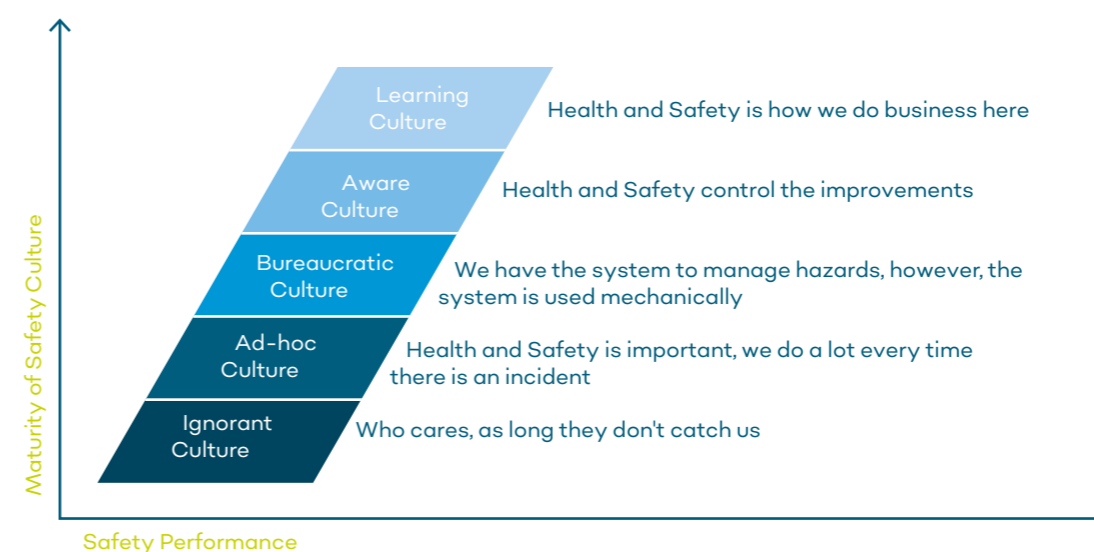 Learning
Culture
Health and Safety is how we do business here
Aware
Culture
Health and Safety control the improvements
Bureaucratic
Culture
We have the system to manage hazards, however, the
system is used mechanically
Ad-hoc
Culture
Health and Safety is important, we do a lot every time
there is an incident
Ignorant
Culture
Who cares, as long they don't catch us
Maturity of Safety Culture
Safety Performance